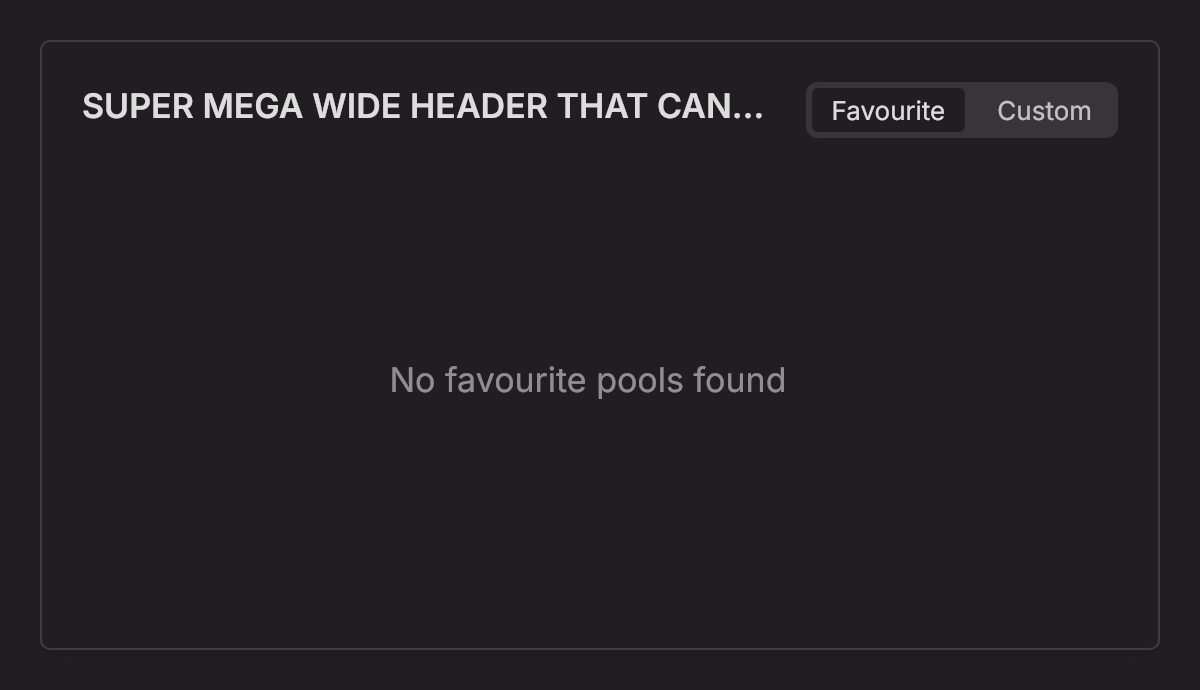 SUPER MEGA WIDE HEADER THAT CAN...
Favourite
Custom
No favourite pools found